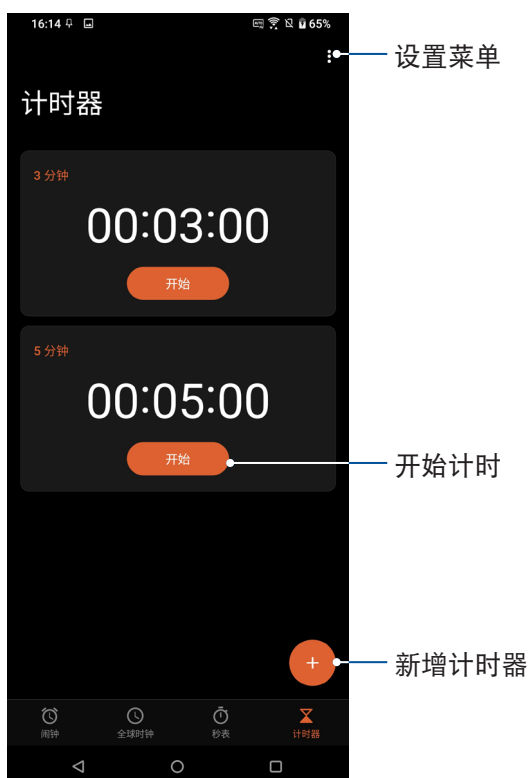 16:14
65%
设置菜单
计时器
3 分钟
00:03:00
开始
5 分钟
00:05:00
开始
开始计时
新增计时器
闹钟
全球时钟
秒表
计时器